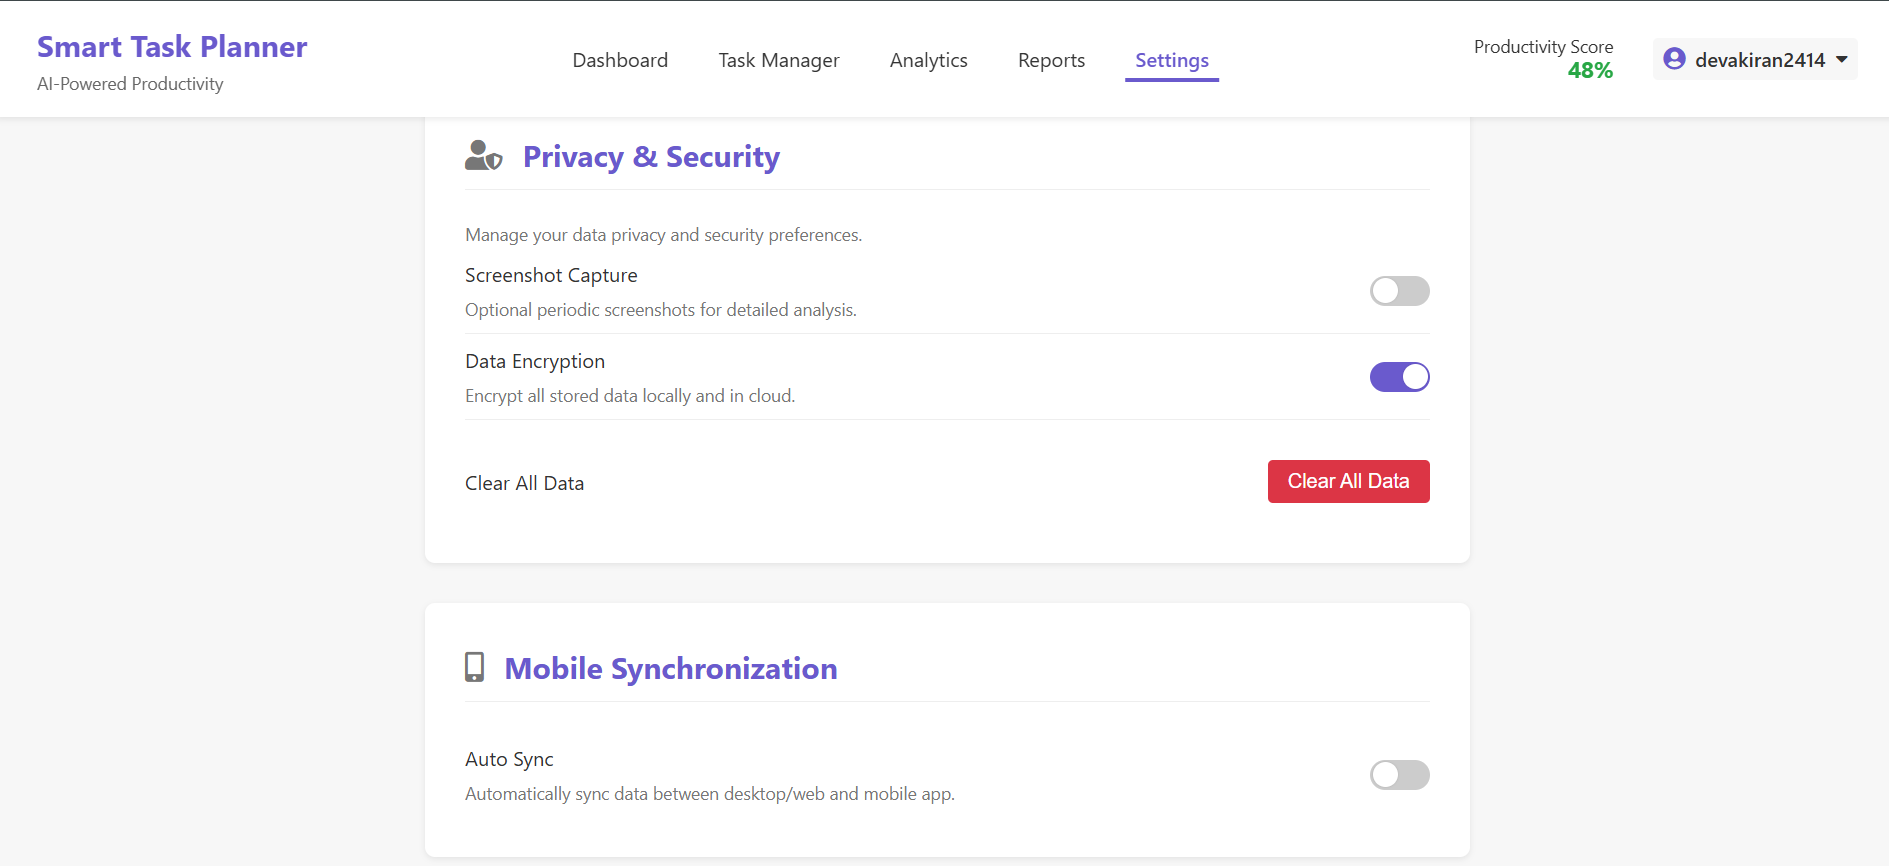 Smart Task Planner
AI-Powered Productivity
Dashboard
Task Manager
Analytics
Reports
Settings
Productivity Score
48%
devakiran2414
Privacy & Security
Manage your data privacy and security preferences.
Screenshot Capture
Optional periodic screenshots for detailed analysis.
Data Encryption
Encrypt all stored data locally and in cloud.
Clear All Data
Clear All Data
Mobile Synchronization
Auto Sync
Automatically sync data between desktop/web and mobile app.